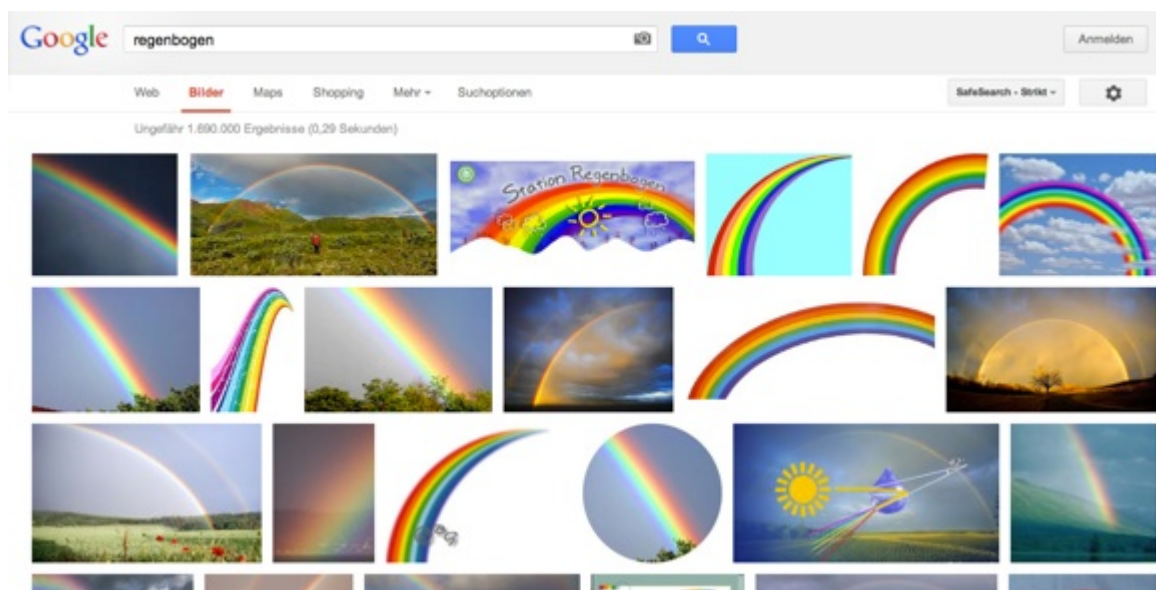 Google regenbogen Anmelden
Web Bilder Maps Shopping Mehr Suchoptionen SafeSearch - Strikt
Ungefähr 1.690.000 Ergebnisse (0,29 Sekunden)
Station Regenbogen